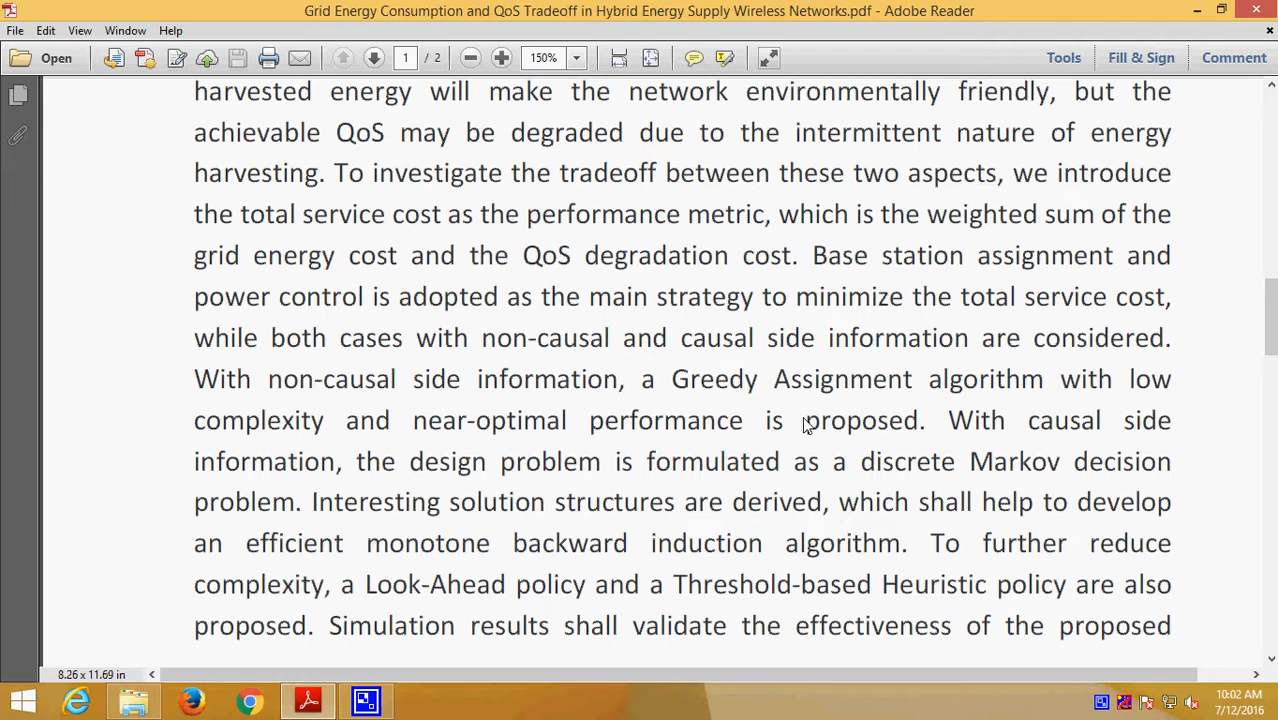 Grid Energy Consumption and QoS Tradeoff in Hybrid Energy Supply Wireless Networks.pdf - Adobe Reader
File Edit View Window Help
Open 1 / 2 150% Tools Fill & Sign Comment
harvested energy will make the network environmentally friendly, but the
achievable QoS may be degraded due to the intermittent nature of energy
harvesting. To investigate the tradeoff between these two aspects, we introduce
the total service cost as the performance metric, which is the weighted sum of the
grid energy cost and the QoS degradation cost. Base station assignment and
power control is adopted as the main strategy to minimize the total service cost,
while both cases with non-causal and causal side information are considered.
With non-causal side information, a Greedy Assignment algorithm with low
complexity and near-optimal performance is proposed. With causal side
information, the design problem is formulated as a discrete Markov decision
problem. Interesting solution structures are derived, which shall help to develop
an efficient monotone backward induction algorithm. To further reduce
complexity, a Look-Ahead policy and a Threshold-based Heuristic policy are also
proposed. Simulation results shall validate the effectiveness of the proposed
8.26 x 11.69 in
10:02 AM
7/12/2016